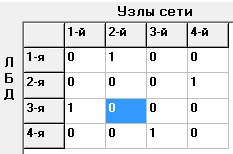 Узлы сети
1-й 2-й 3-й 4-й
1-я 0 1 0 0
2-я 0 0 0 1
3-я 1 0 0 0
4-я 0 0 1 0
Л
Б
Д